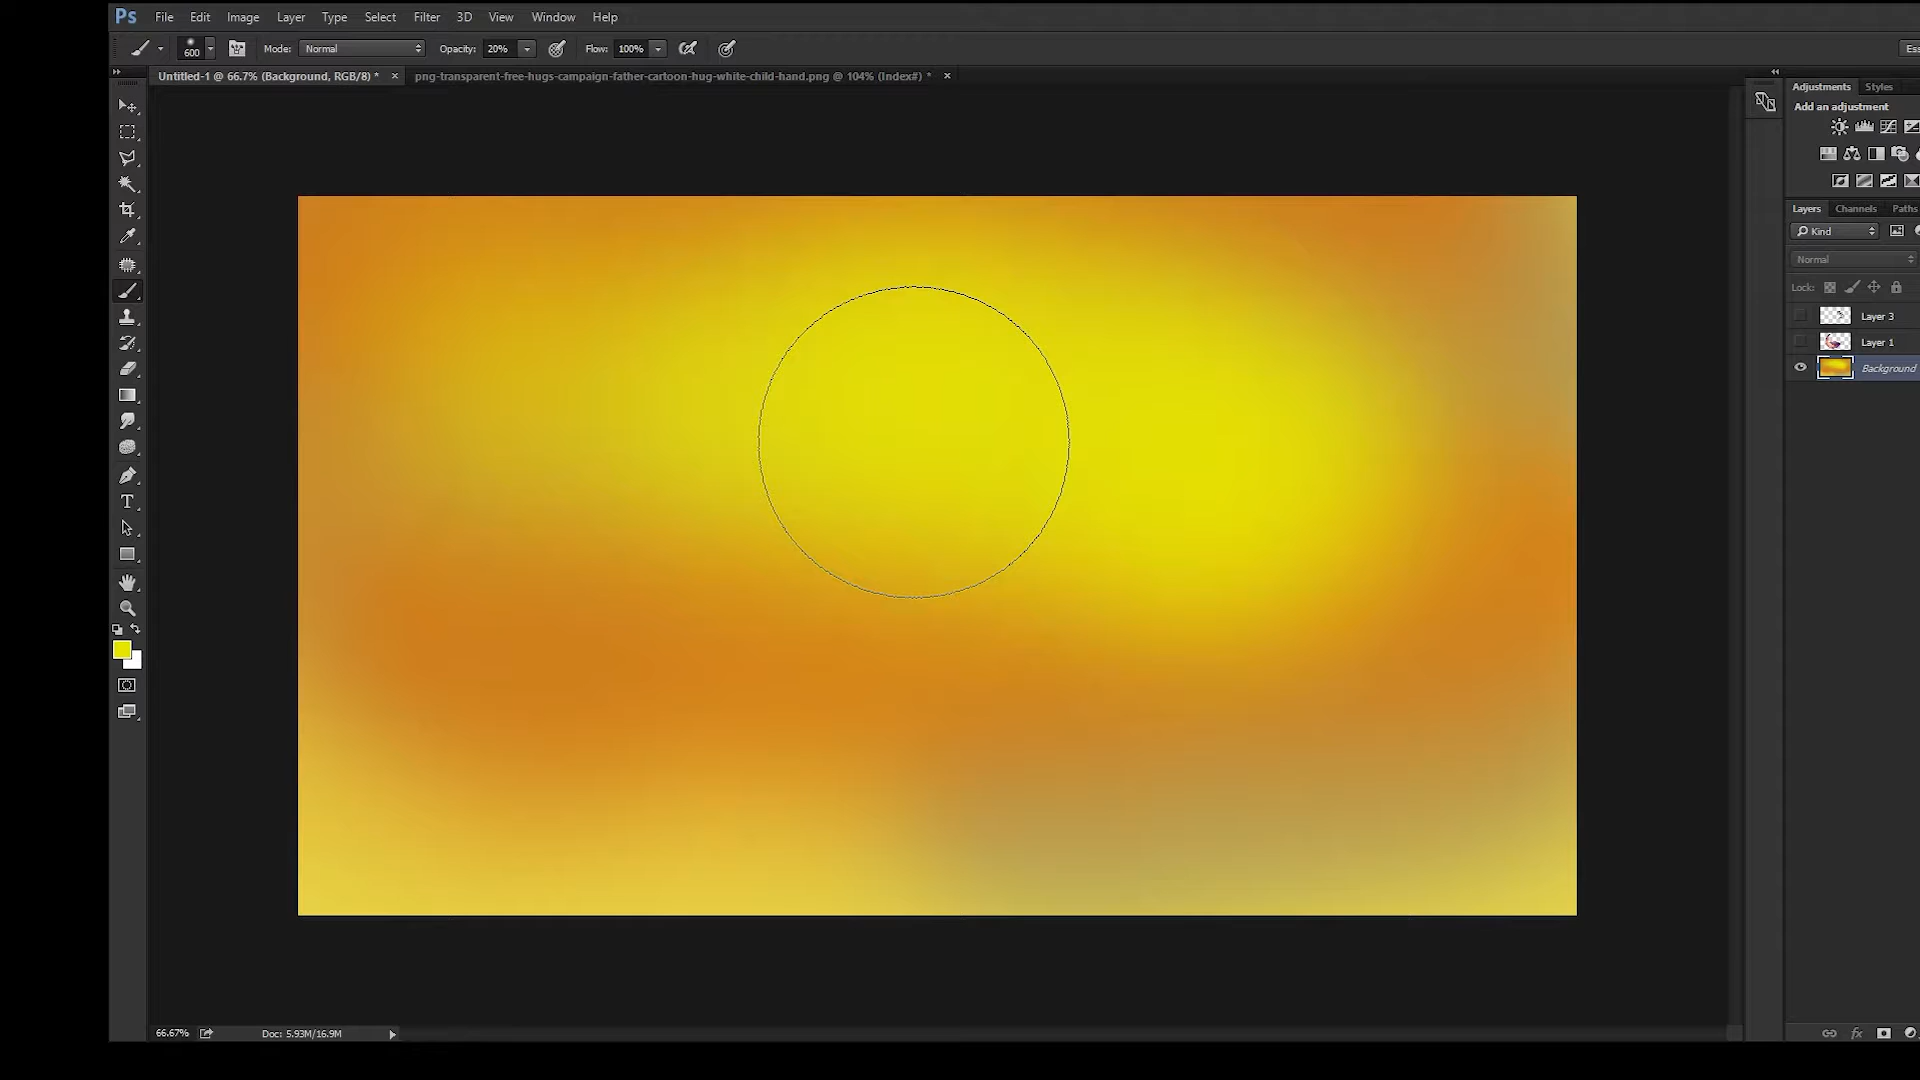 Ps File Edit Image Layer Type Select Filter 3D View Window Help
600 Mode: Normal Opacity: 20% Flow: 100%
Untitled-1 @ 66.7% (Background, RGB/8) * × png-transparent-free-hugs-campaign-father-cartoon-hug-white-child-hand.png @ 104% (Index#) * ×
Adjustments Styles
Add an adjustment
Layers Channels Paths
Kind
Normal
Lock:
Layer 3
Layer 1
Background
T
66.67% Doc: 5.93M/16.9M
fx